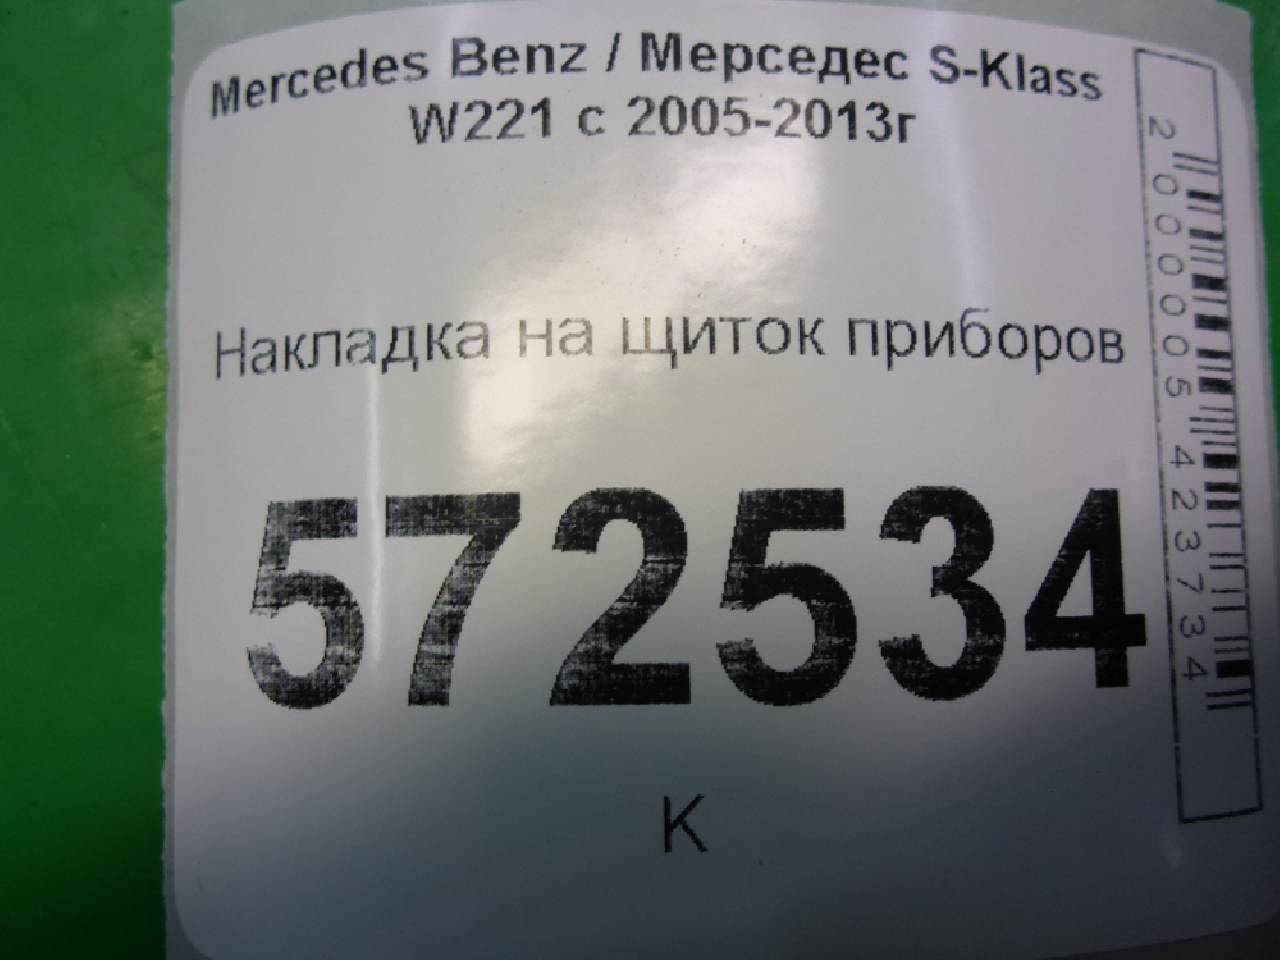 Mercedes Benz / Мерседес S-Klass
W221 с 2005-2013г
Накладка на щиток приборов
572534
К
2000005423734